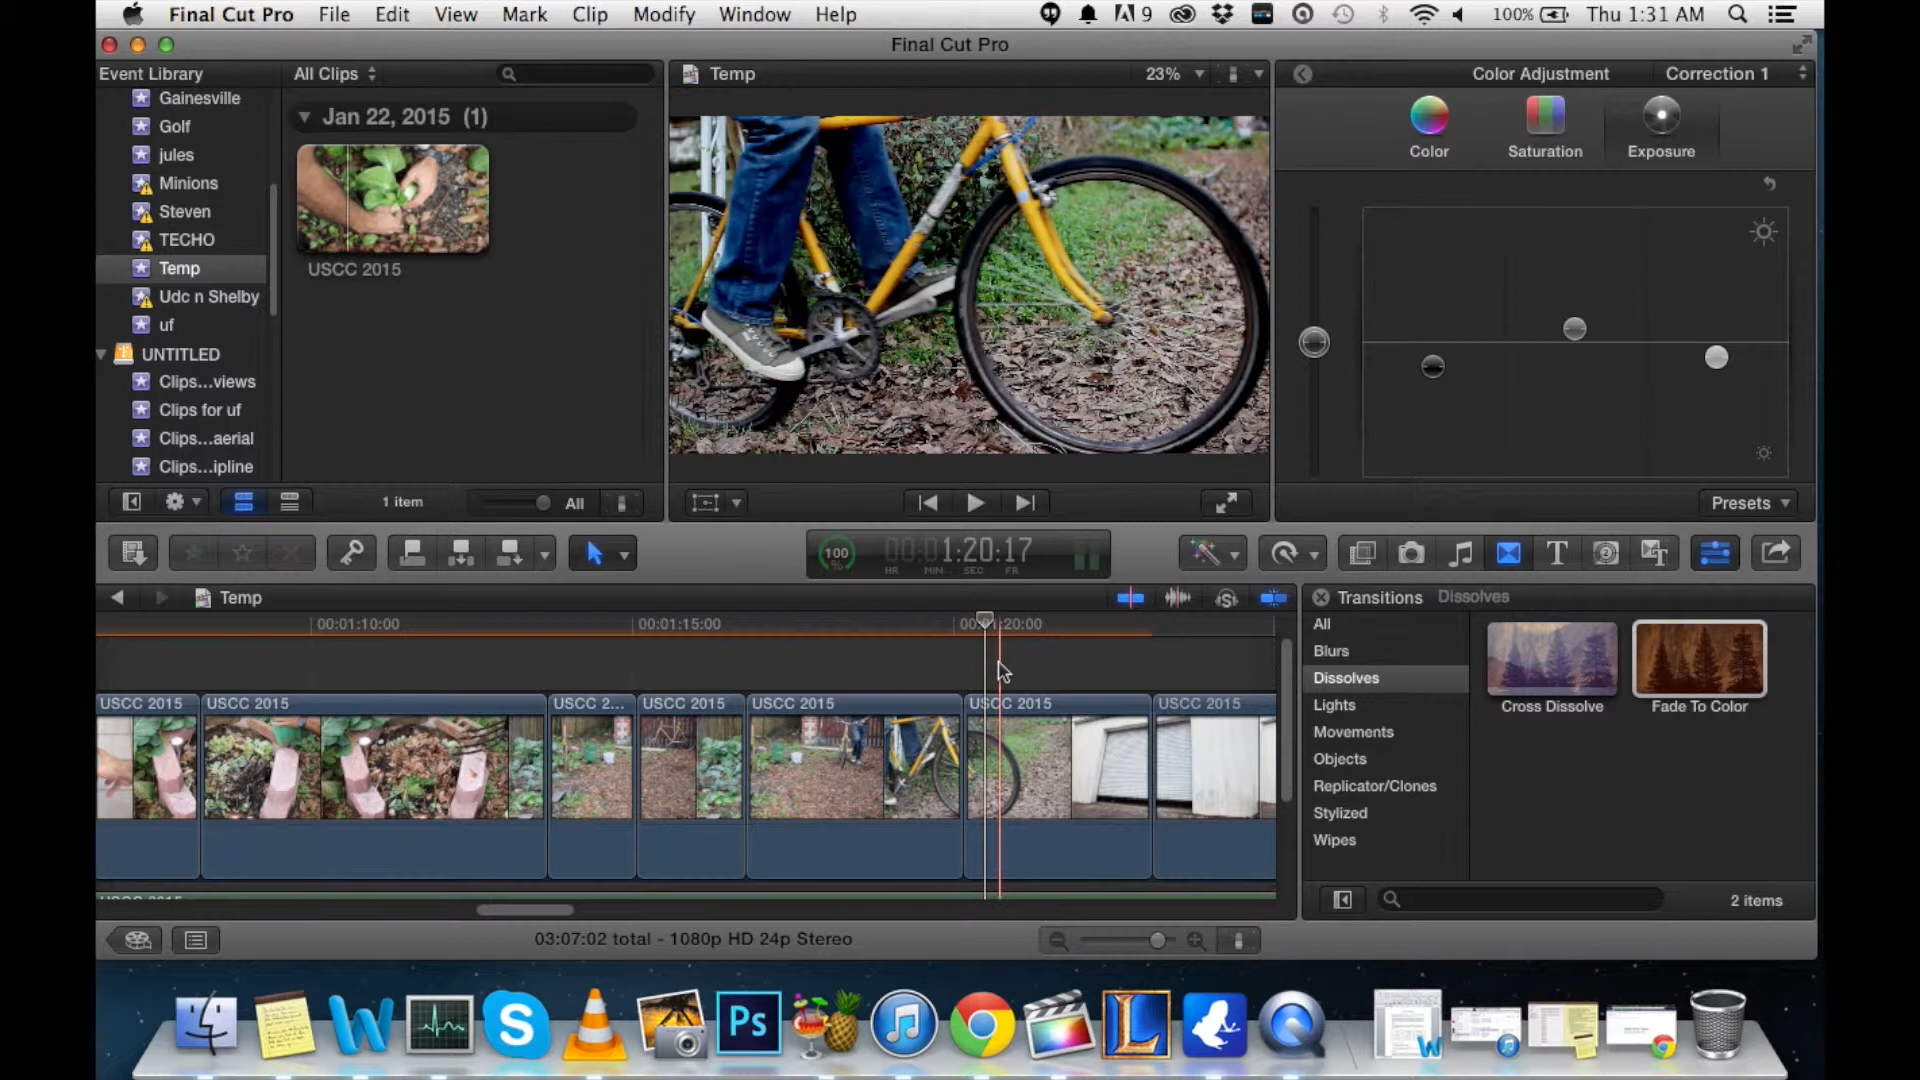 Final Cut Pro File Edit View Mark Clip Modify Window Help 9 100% Thu 1:31 AM
Final Cut Pro
Event Library
Gainesville
Golf
jules
Minions
Steven
TECHO
Temp
Udc n Shelby
uf
UNTITLED
Clips...views
Clips for uf
Clips...aerial
Clips...ipline
All Clips
Jan 22, 2015 (1)
USCC 2015
1 item All
Temp 23%
Color Adjustment Correction 1
Color Saturation Exposure
Presets
100 % 1:20:17
HR MIN SEC FR
T
Temp
00:01:10:00 00:01:15:00 00:01:20:00
USCC 2015 USCC 2015 USCC 2... USCC 2015 USCC 2015 USCC 2015 USCC 2015
USCC 2015
03:07:02 total - 1080p HD 24p Stereo
Transitions Dissolves
All
Blurs
Dissolves
Lights
Movements
Objects
Replicator/Clones
Stylized
Wipes
Cross Dissolve Fade To Color
2 items
W S Ps L W